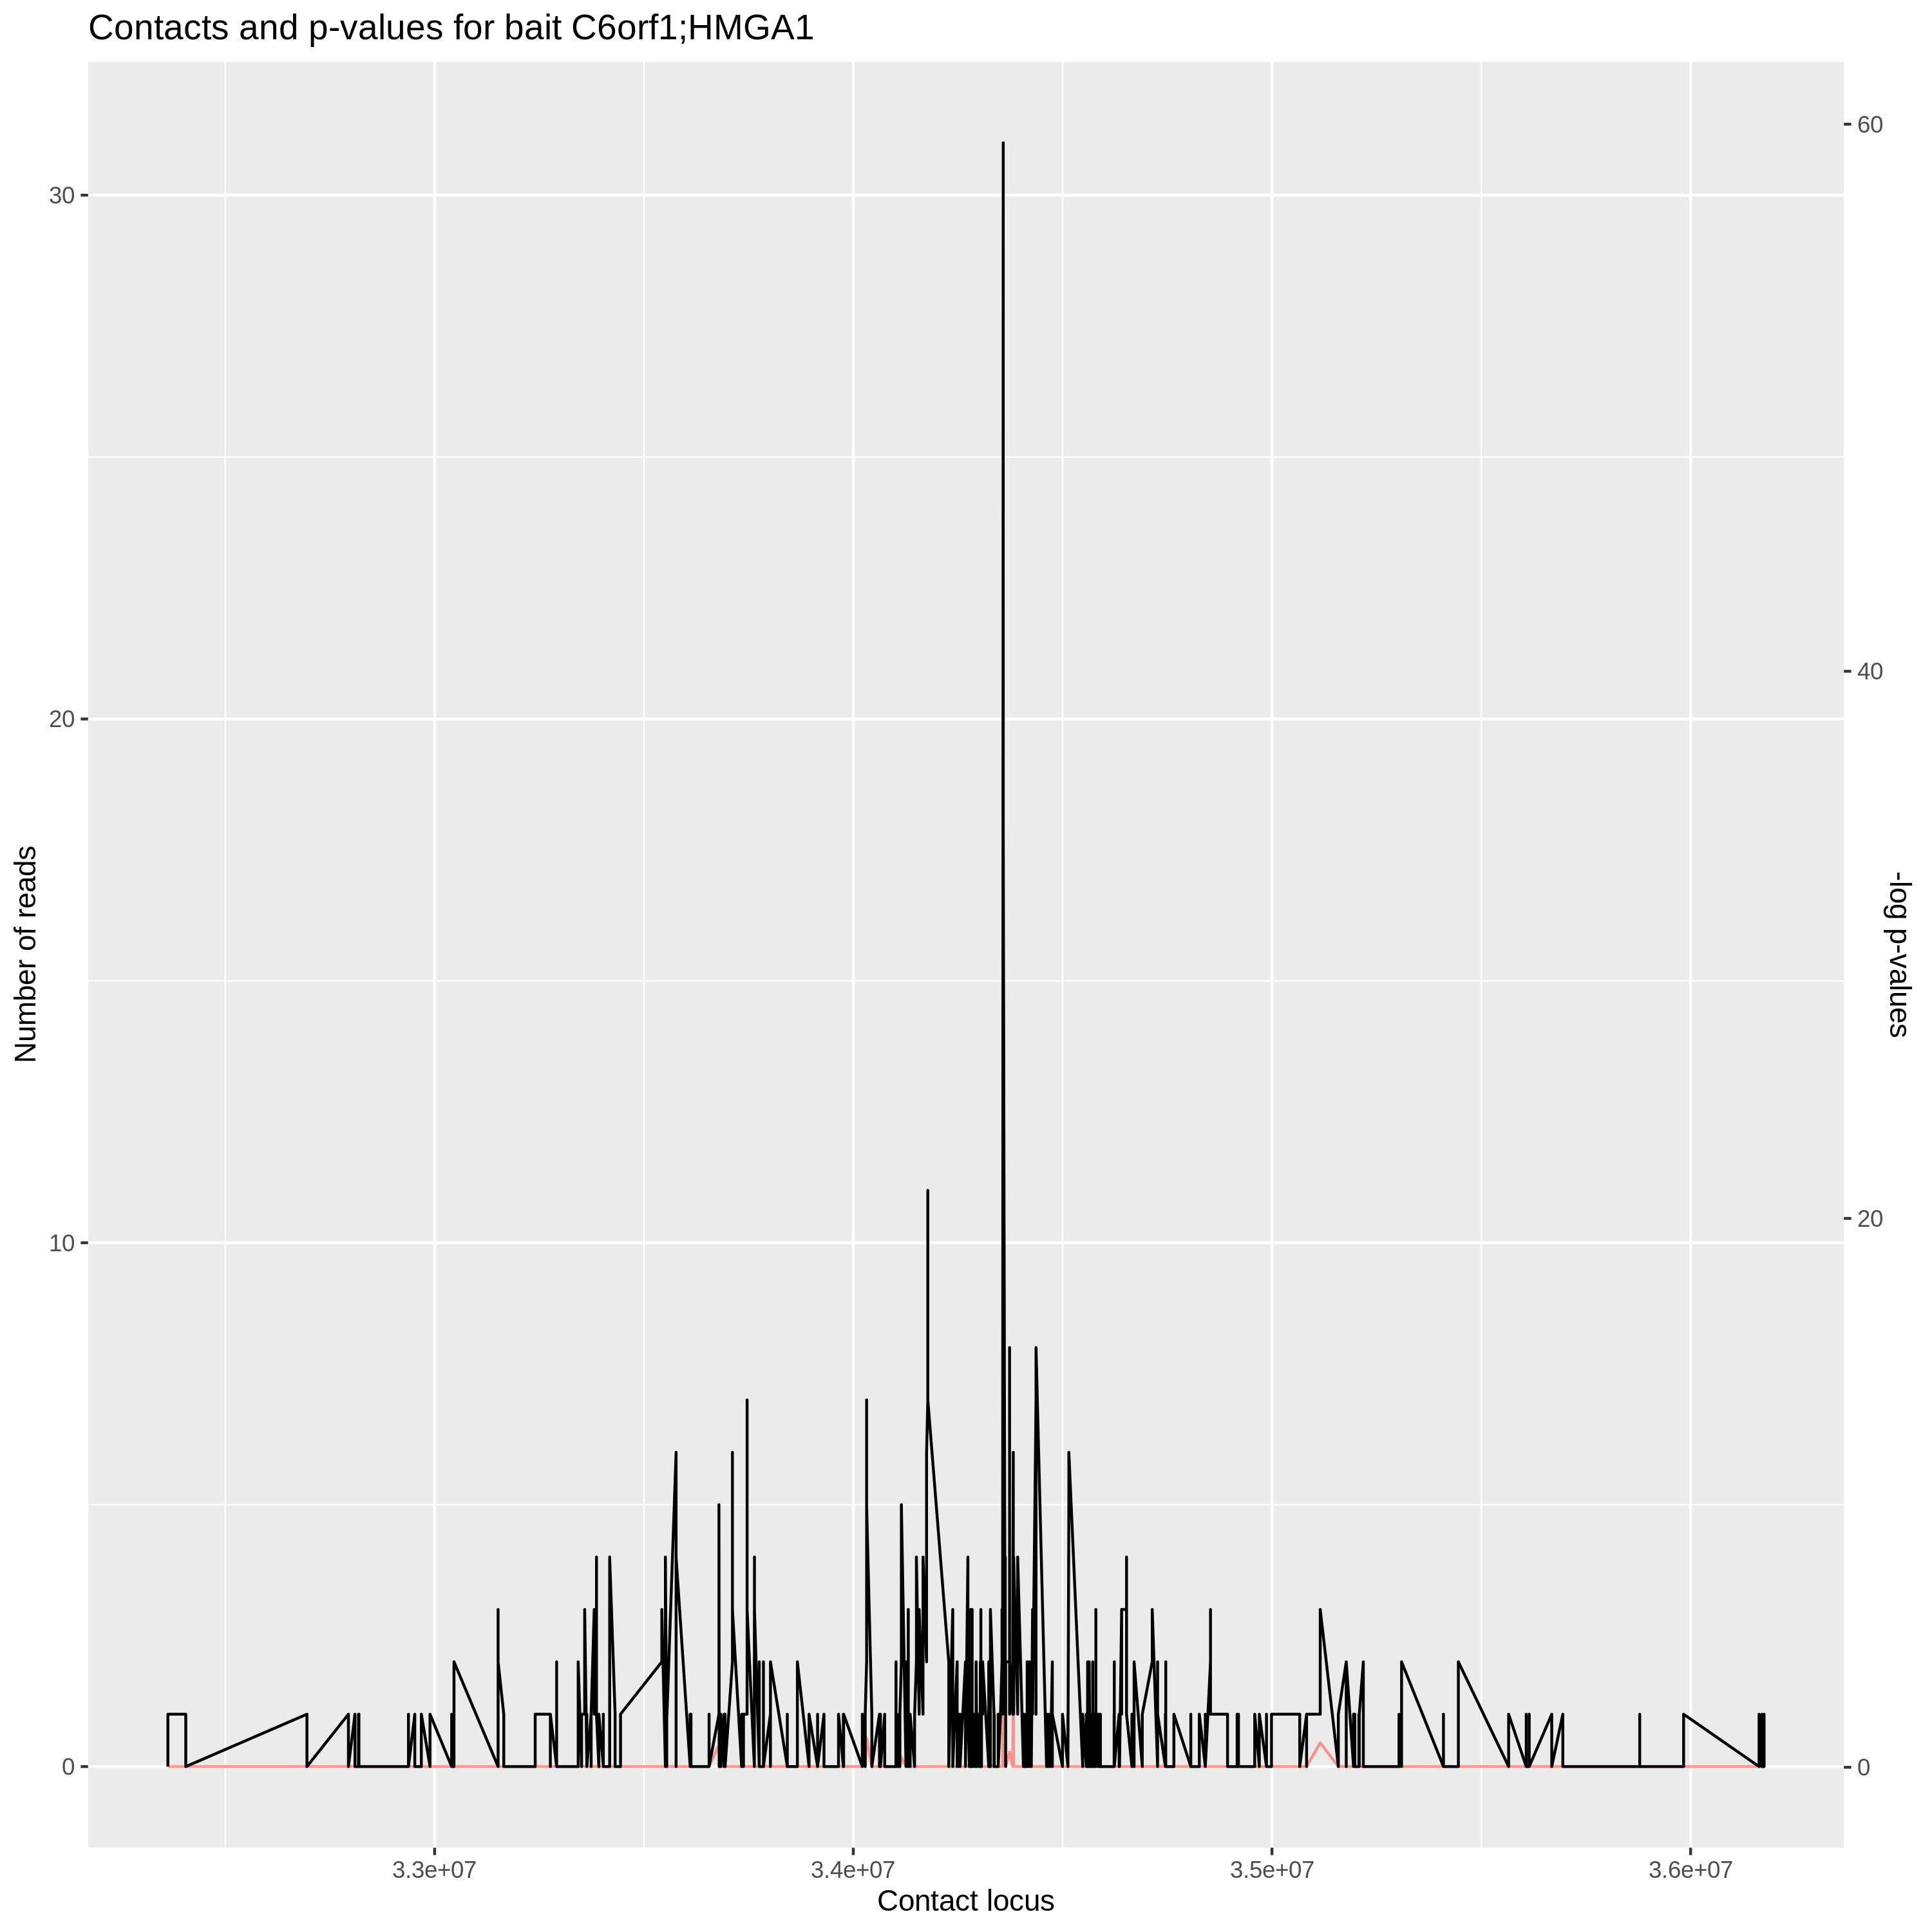 Contacts and p-values for bait C6orf1;HMGA1
60
30
40
20
20
10
0
0
Number of reads
-log p-values
3.3e+07
3.4e+07
3.5e+07
3.6e+07
Contact locus